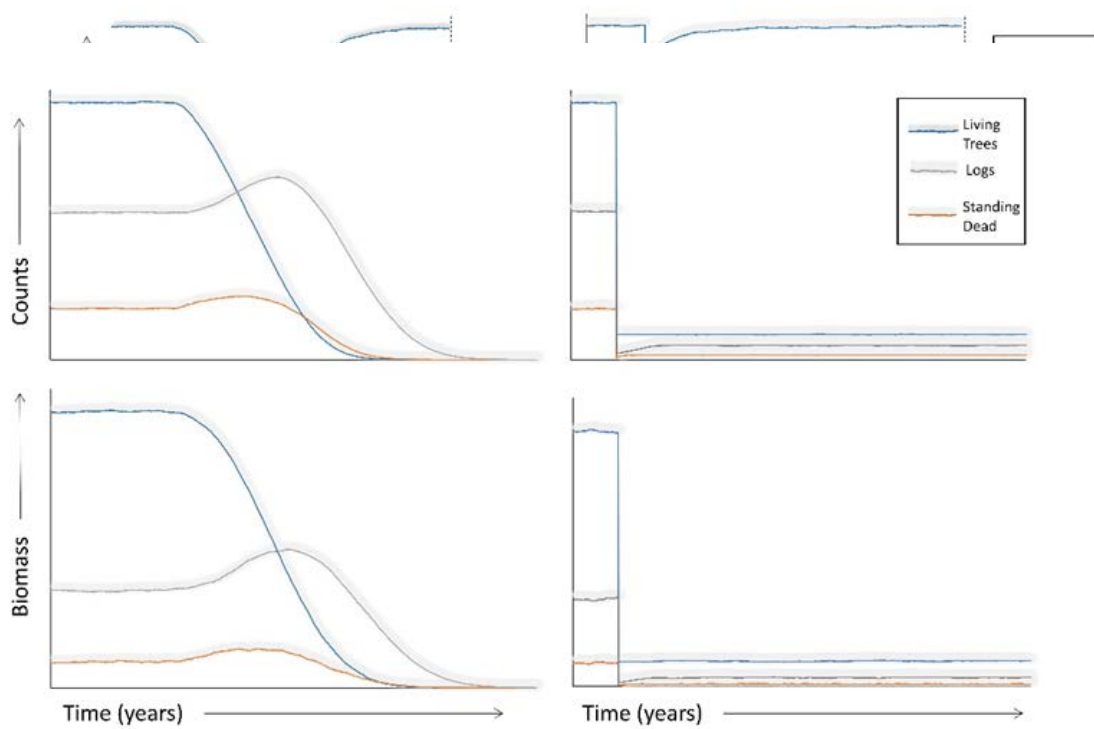 Living
Trees
Logs
Standing
Dead
Counts
Biomass
Time (years)
Time (years)